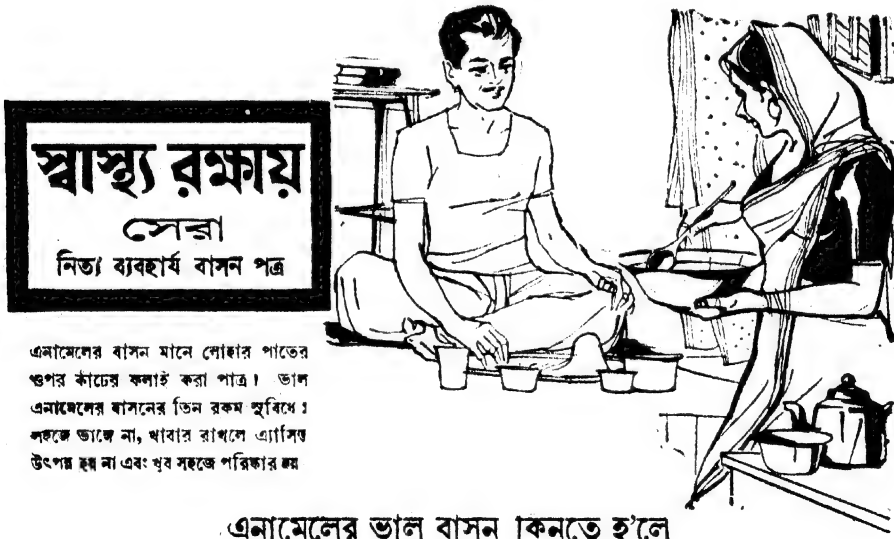 স্বাস্থ্য রক্ষায়
সেরা
নিত্য ব্যবহার্য বাসন পত্র
এনামেলের বাসন মানে লোহার পাতের
ওপর কাঁচের কলাই করা পাত্র। ভাল
এনামেলের বাসনের তিন রকম সুবিধে :
সহজে ভাঙ্গে না, খাবার রাখলে এ্যাসিড
উৎপন্ন হয় না এবং খুব সহজে পরিষ্কার হয়
এনামেলের ভাল বাসন কিনতে হ'লে